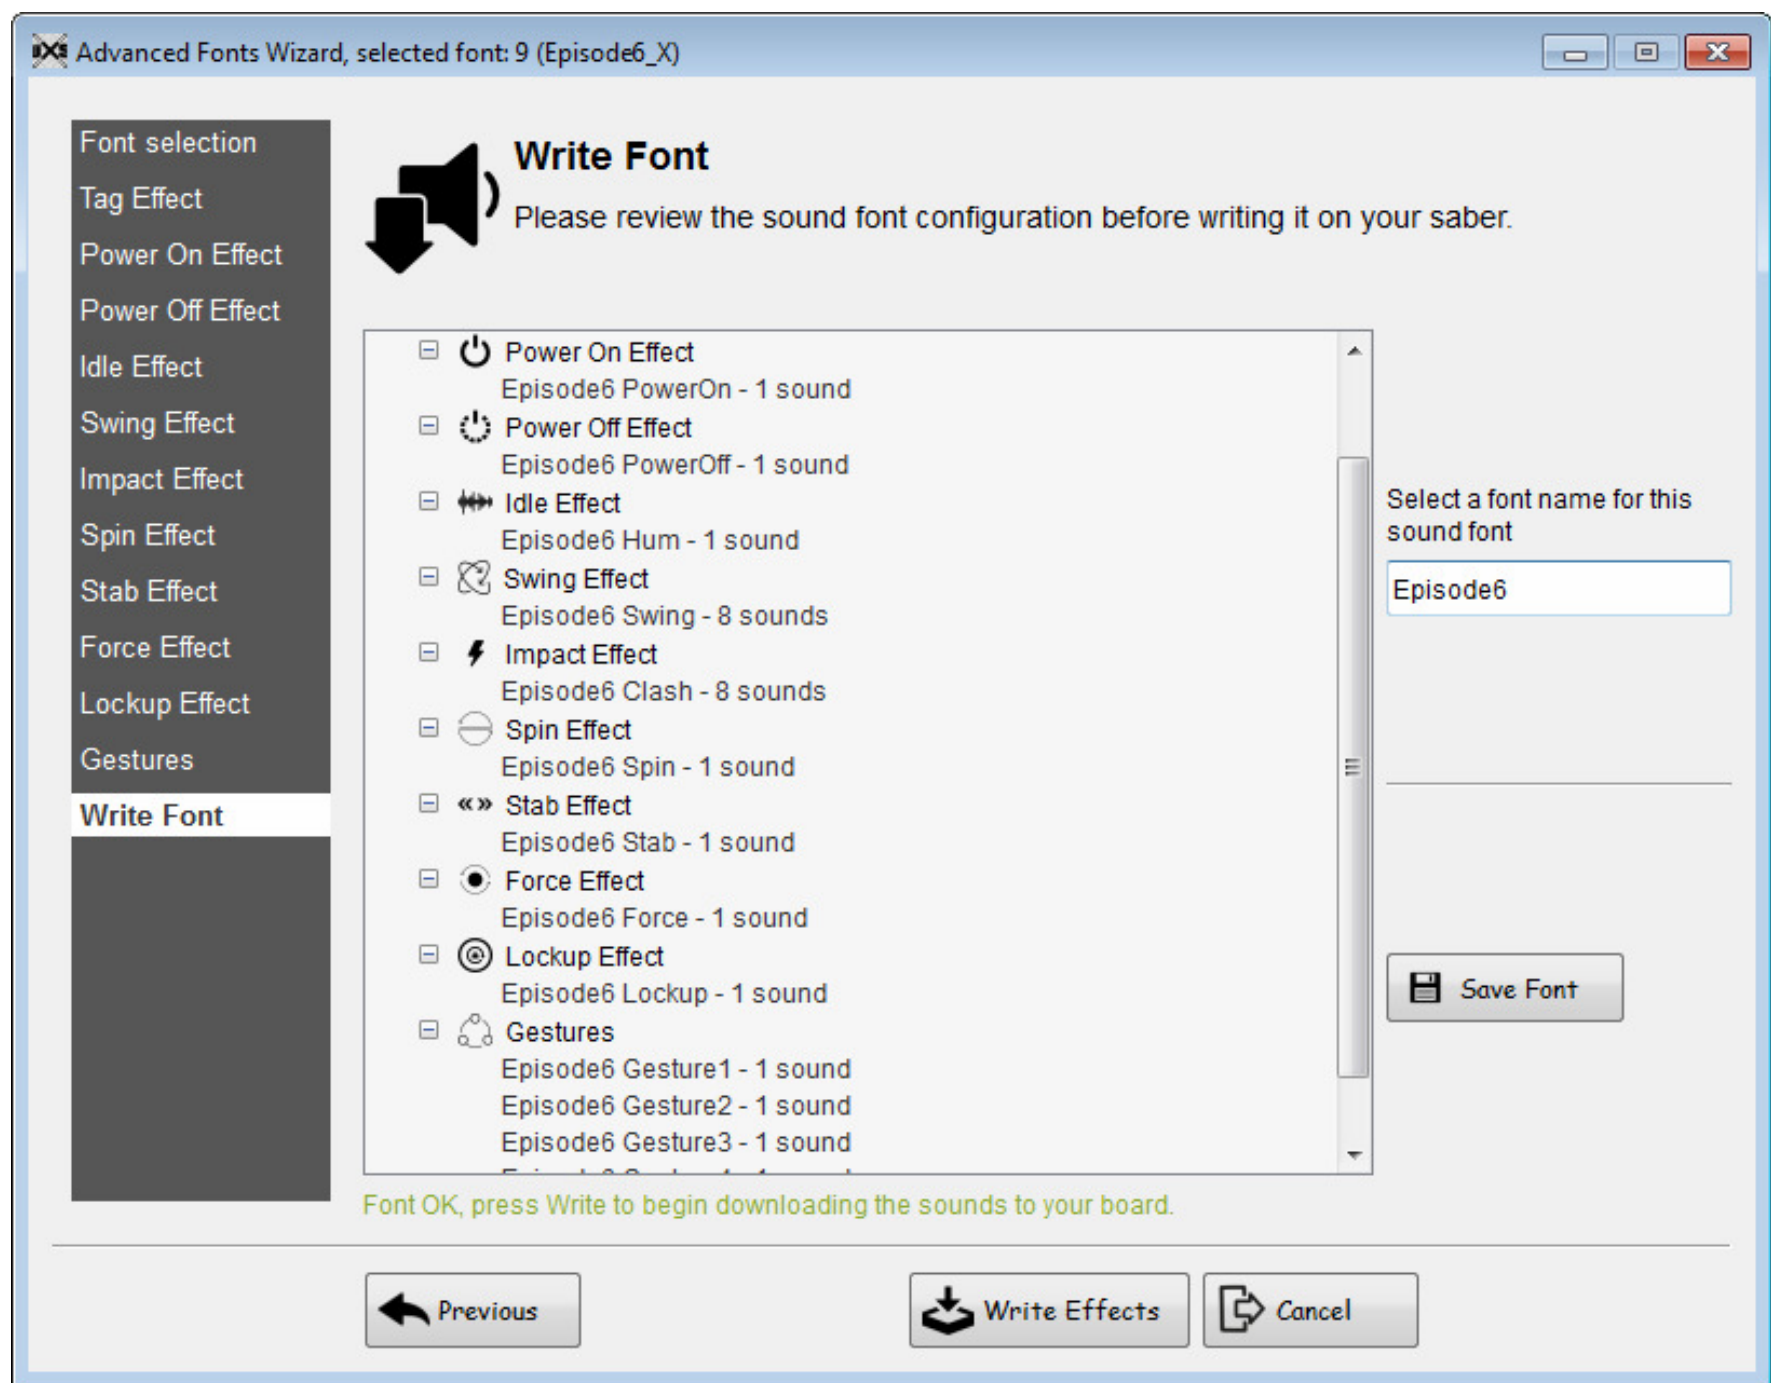 Advanced Fonts Wizard, selected font: 9 (Episode6_X)
Font selection
Tag Effect
Power On Effect
Power Off Effect
Idle Effect
Swing Effect
Impact Effect
Spin Effect
Stab Effect
Force Effect
Lockup Effect
Gestures
Write Font
Write Font
Please review the sound font configuration before writing it on your saber.
Power On Effect
Episode6 PowerOn - 1 sound
Power Off Effect
Episode6 PowerOff - 1 sound
Idle Effect
Episode6 Hum - 1 sound
Swing Effect
Episode6 Swing - 8 sounds
Impact Effect
Episode6 Clash - 8 sounds
Spin Effect
Episode6 Spin - 1 sound
Stab Effect
Episode6 Stab - 1 sound
Force Effect
Episode6 Force - 1 sound
Lockup Effect
Episode6 Lockup - 1 sound
Gestures
Episode6 Gesture1 - 1 sound
Episode6 Gesture2 - 1 sound
Episode6 Gesture3 - 1 sound
Font OK, press Write to begin downloading the sounds to your board.
Select a font name for this
sound font
Episode6
Save Font
Previous
Write Effects
Cancel